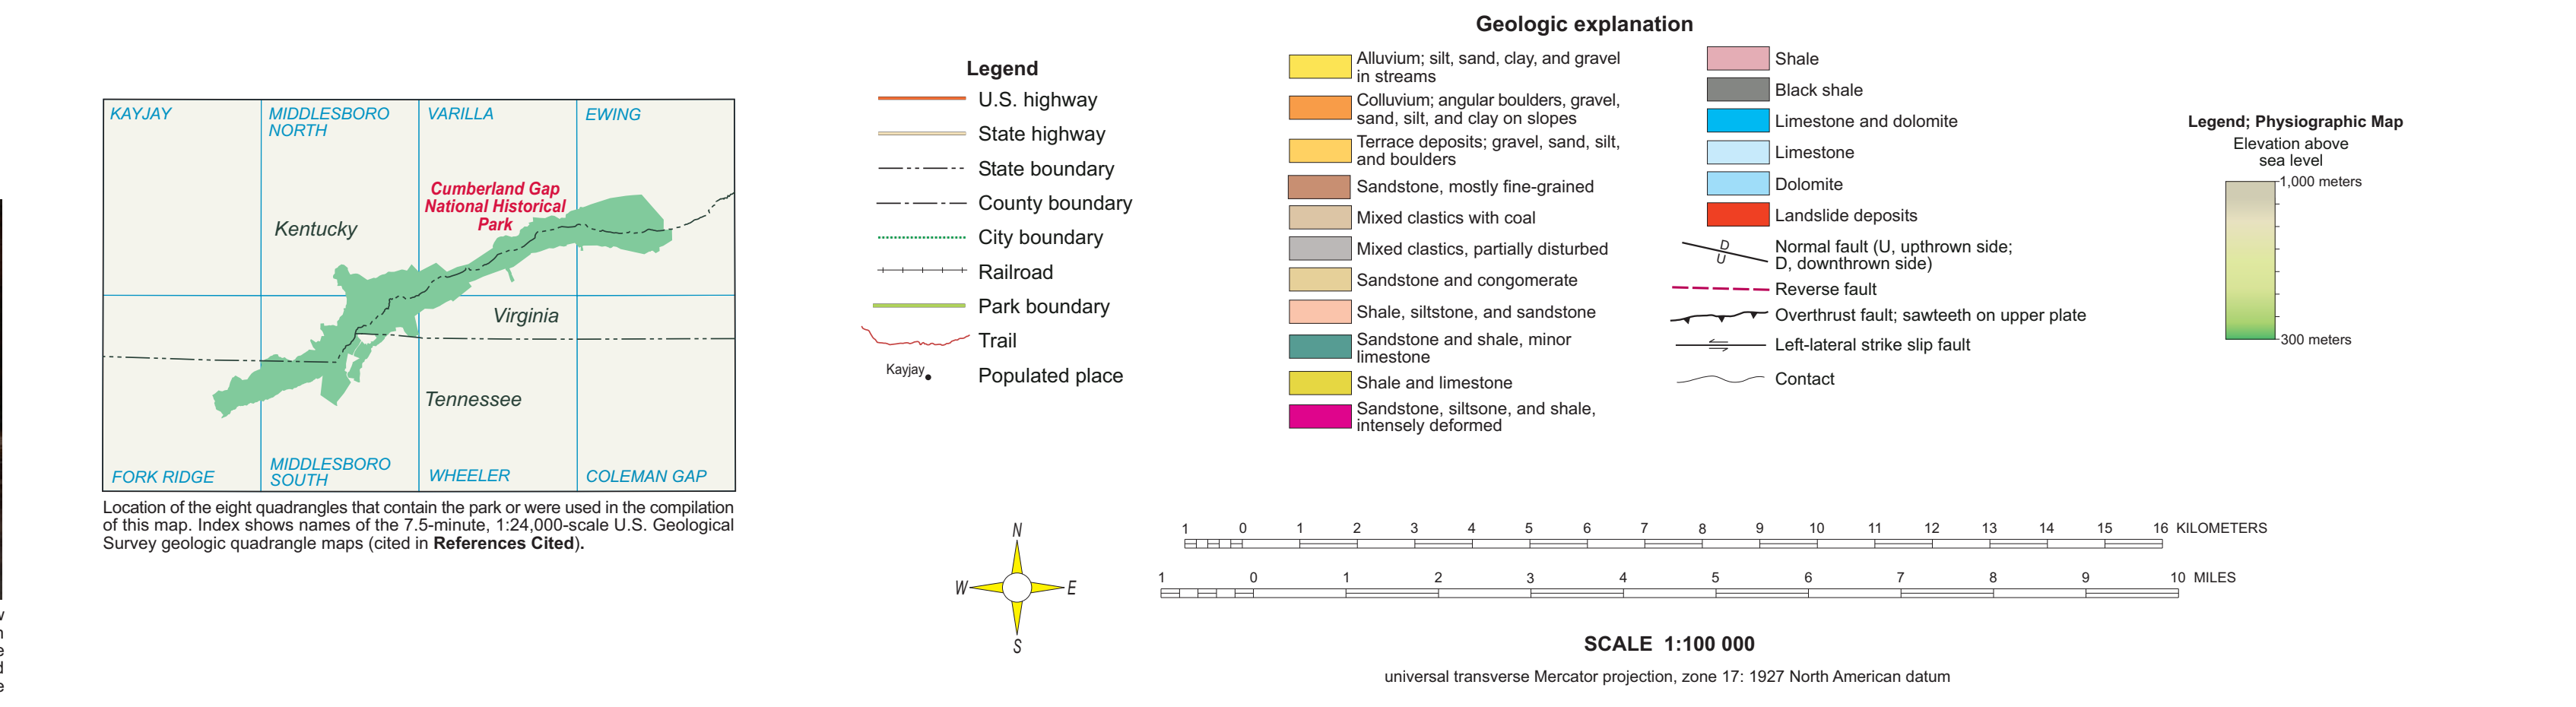 KAYJAY
MIDDLESBORO
NORTH
VARILLA
EWING
Cumberland Gap
National Historical
Park
Kentucky
Virginia
Tennessee
FORK RIDGE
MIDDLESBORO
SOUTH
WHEELER
COLEMAN GAP
Location of the eight quadrangles that contain the park or were used in the compilation
of this map. Index shows names of the 7.5-minute, 1:24,000-scale U.S. Geological
Survey geologic quadrangle maps (cited in References Cited).
Legend
U.S. highway
State highway
State boundary
County boundary
City boundary
Railroad
Park boundary
Trail
Kayjay
Populated place
Geologic explanation
Alluvium; silt, sand, clay, and gravel
in streams
Colluvium; angular boulders, gravel,
sand, silt, and clay on slopes
Terrace deposits; gravel, sand, silt,
and boulders
Sandstone, mostly fine-grained
Mixed clastics with coal
Mixed clastics, partially disturbed
Sandstone and congomerate
Shale, siltstone, and sandstone
Sandstone and shale, minor
limestone
Shale and limestone
Sandstone, siltsone, and shale,
intensely deformed
Shale
Black shale
Limestone and dolomite
Limestone
Dolomite
Landslide deposits
D
U
Normal fault (U, upthrown side;
D, downthrown side)
Reverse fault
Overthrust fault; sawteeth on upper plate
Left-lateral strike slip fault
Contact
Legend; Physiographic Map
Elevation above
sea level
1,000 meters
300 meters
N
W E
S
1 0 1 2 3 4 5 6 7 8 9 10 11 12 13 14 15 16 KILOMETERS
1 0 1 2 3 4 5 6 7 8 9 10 MILES
SCALE 1:100 000
universal transverse Mercator projection, zone 17: 1927 North American datum